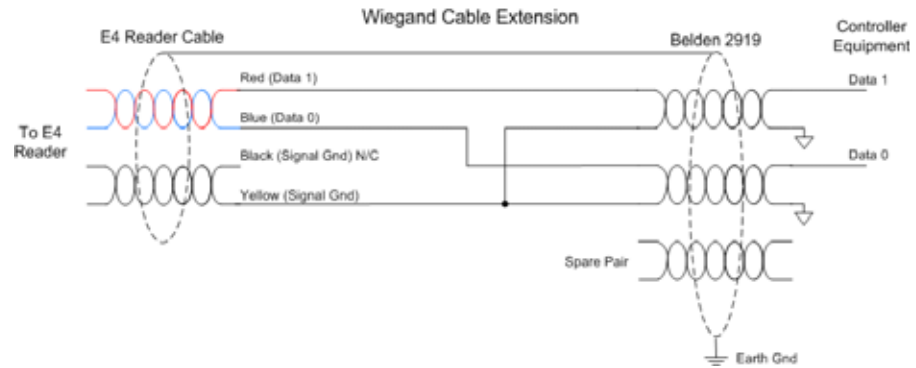 Wiegand Cable Extension
E4 Reader Cable
Belden 2919
Controller
Equipment
Red (Data 1)
Data 1
Blue (Data 0)
To E4
Reader
Black (Signal Gnd) N/C
Data 0
Yellow (Signal Gnd)
Spare Pair
Earth Gnd